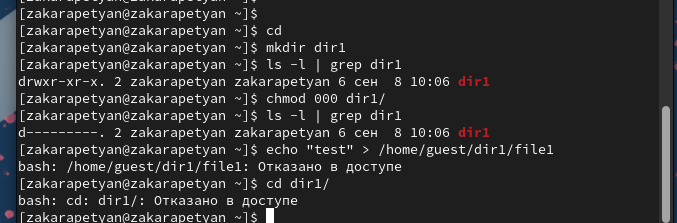 [zakarapetyan@zakarapetyan ~]$
[zakarapetyan@zakarapetyan ~]$ cd
[zakarapetyan@zakarapetyan ~]$ mkdir dir1
[zakarapetyan@zakarapetyan ~]$ ls -l | grep dir1
drwxr-xr-x. 2 zakarapetyan zakarapetyan 6 сен  8 10:06 dir1
[zakarapetyan@zakarapetyan ~]$ chmod 000 dir1/
[zakarapetyan@zakarapetyan ~]$ ls -l | grep dir1
d---------. 2 zakarapetyan zakarapetyan 6 сен  8 10:06 dir1
[zakarapetyan@zakarapetyan ~]$ echo "test" > /home/guest/dir1/file1
bash: /home/guest/dir1/file1: Отказано в доступе
[zakarapetyan@zakarapetyan ~]$ cd dir1/
bash: cd: dir1/: Отказано в доступе
[zakarapetyan@zakarapetyan ~]$